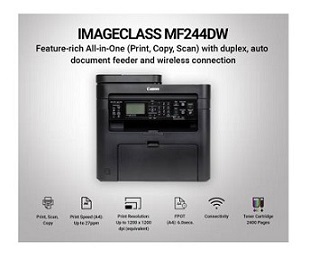 IMAGECLASS MF244DW
Feature-rich All-in-One (Print, Copy, Scan) with duplex, auto
document feeder and wireless connection
Canon
Print, Scan,
Copy
Print Speed (A4)
Up to 27ppm
Print Resolution
Up to 1200 x 1200
dpi (equivalent)
FPOT
(A4) 6.0secs.
Connectivity
Toner Cartridge
2400 Pages